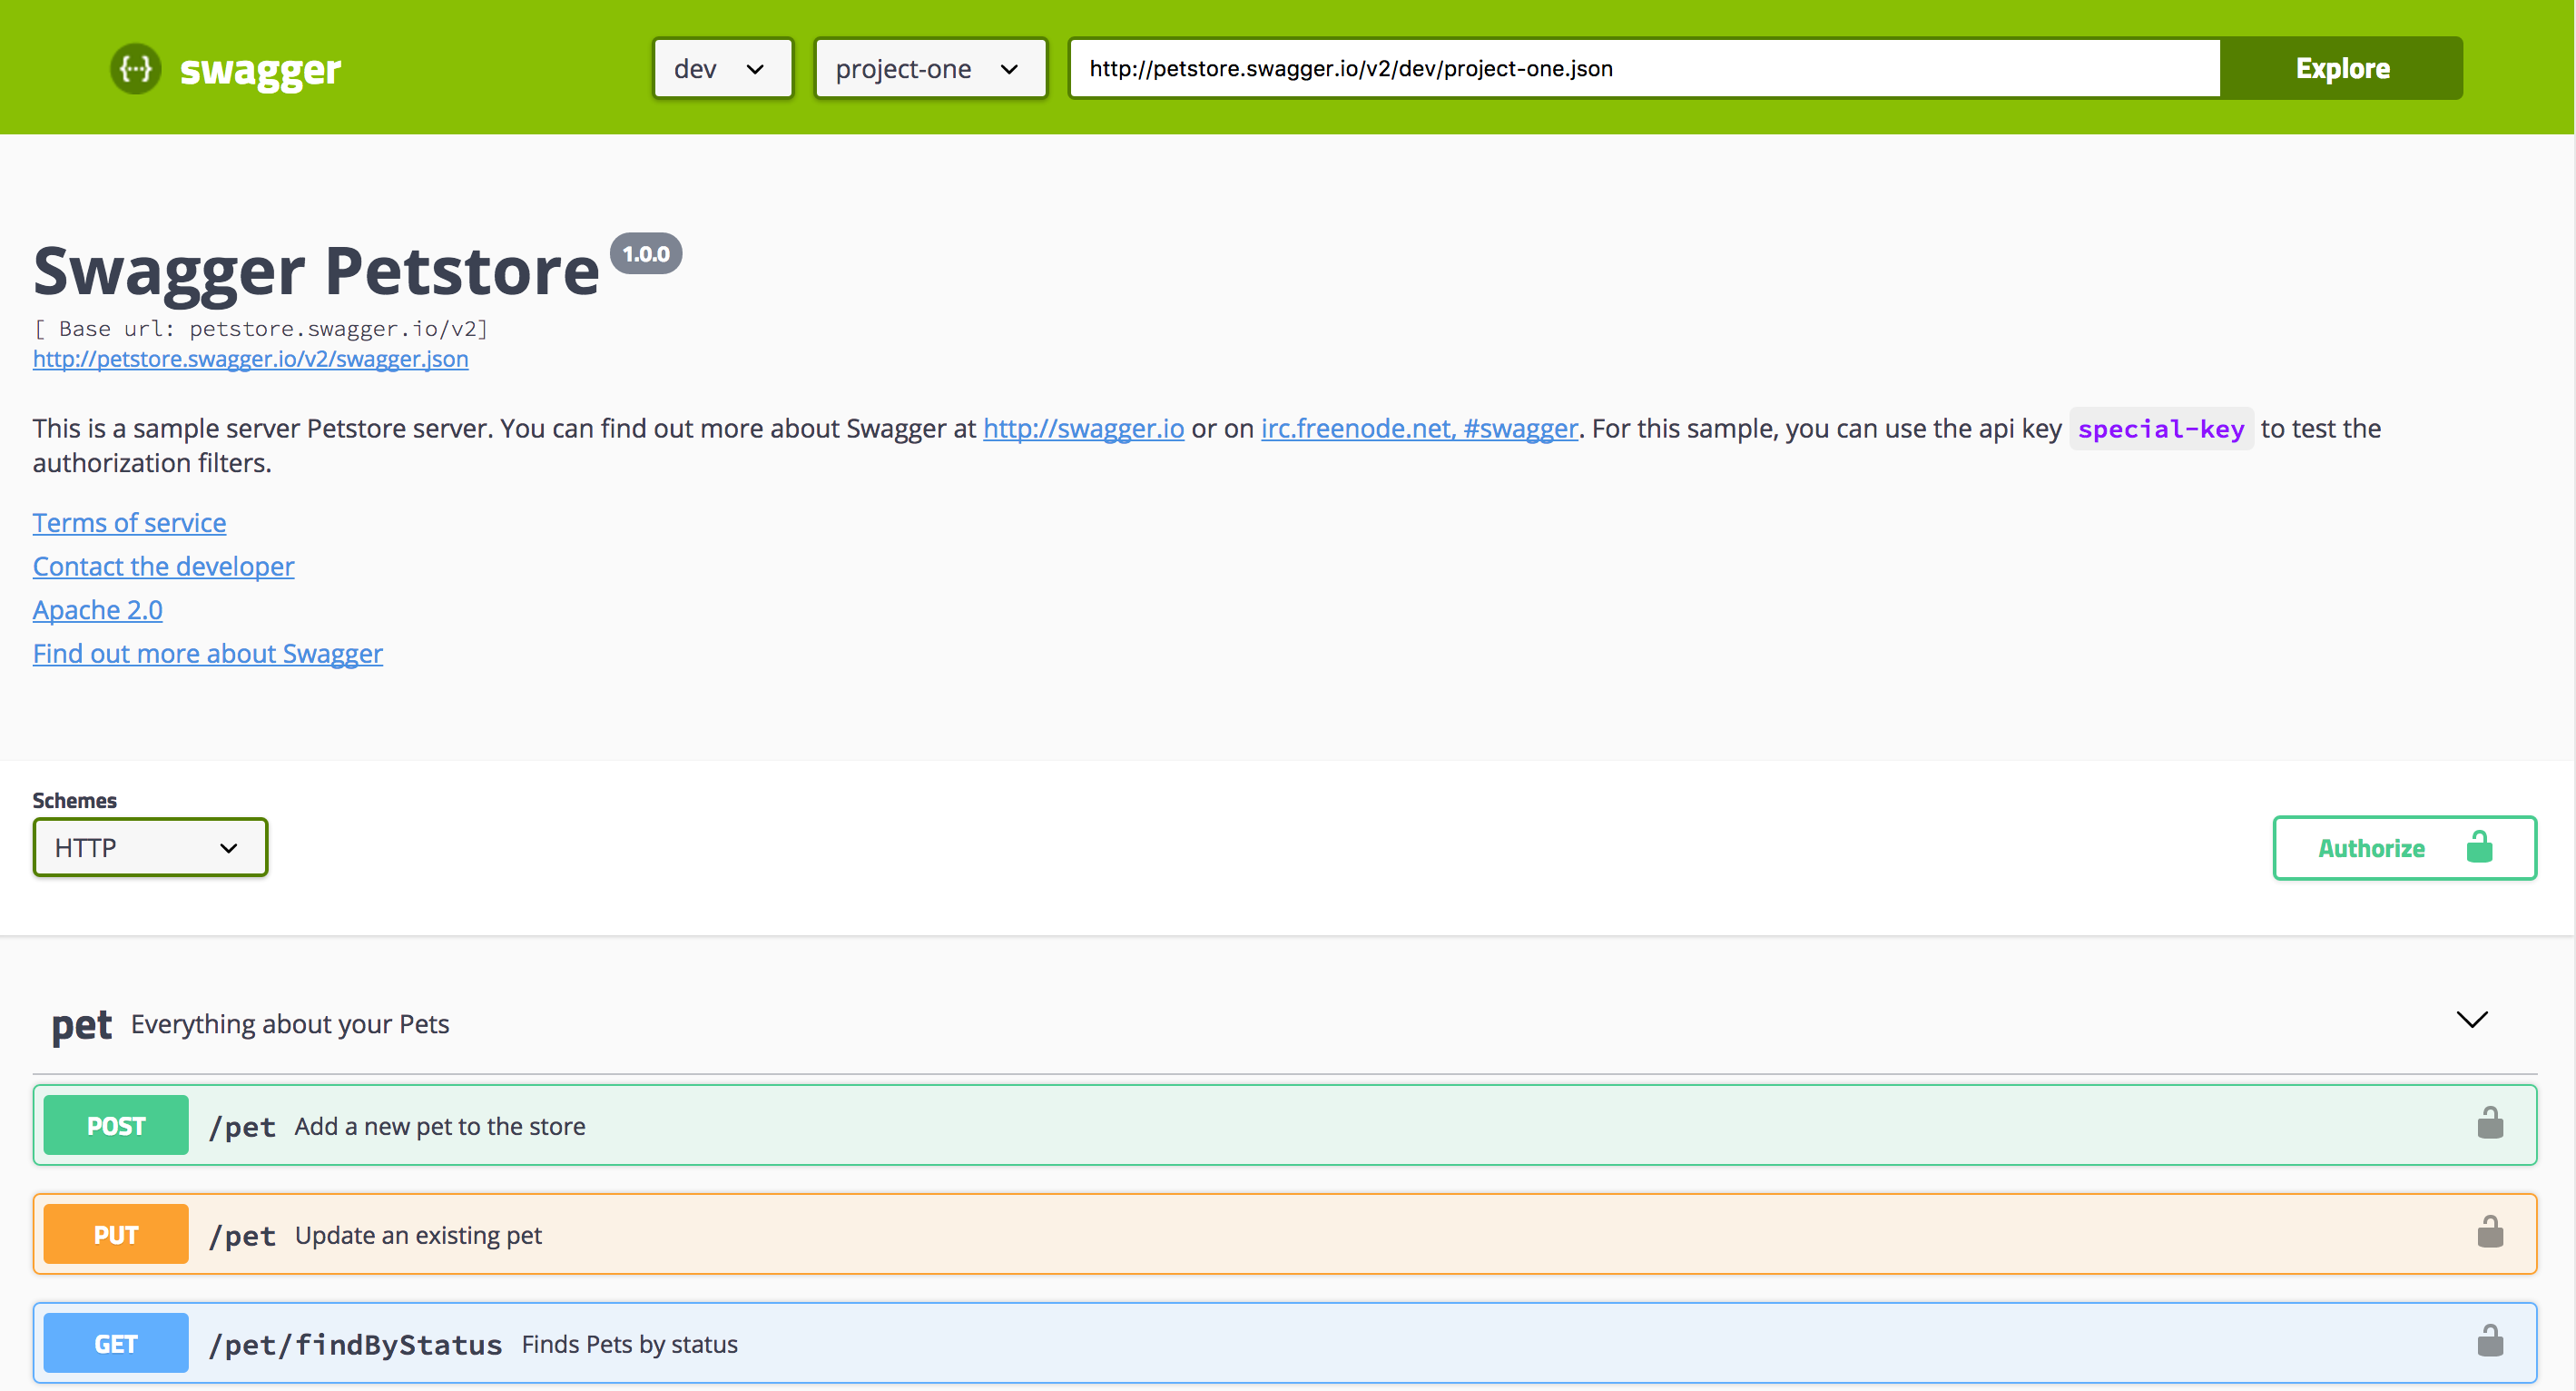 {···} swagger
dev
project-one
http://petstore.swagger.io/v2/dev/project-one.json
Explore
Swagger Petstore 1.0.0
[ Base url: petstore.swagger.io/v2]
http://petstore.swagger.io/v2/swagger.json
This is a sample server Petstore server. You can find out more about Swagger at http://swagger.io or on irc.freenode.net, #swagger. For this sample, you can use the api key special-key to test the
authorization filters.
Terms of service
Contact the developer
Apache 2.0
Find out more about Swagger
Schemes
HTTP
Authorize
pet Everything about your Pets
POST /pet Add a new pet to the store
PUT /pet Update an existing pet
GET /pet/findByStatus Finds Pets by status